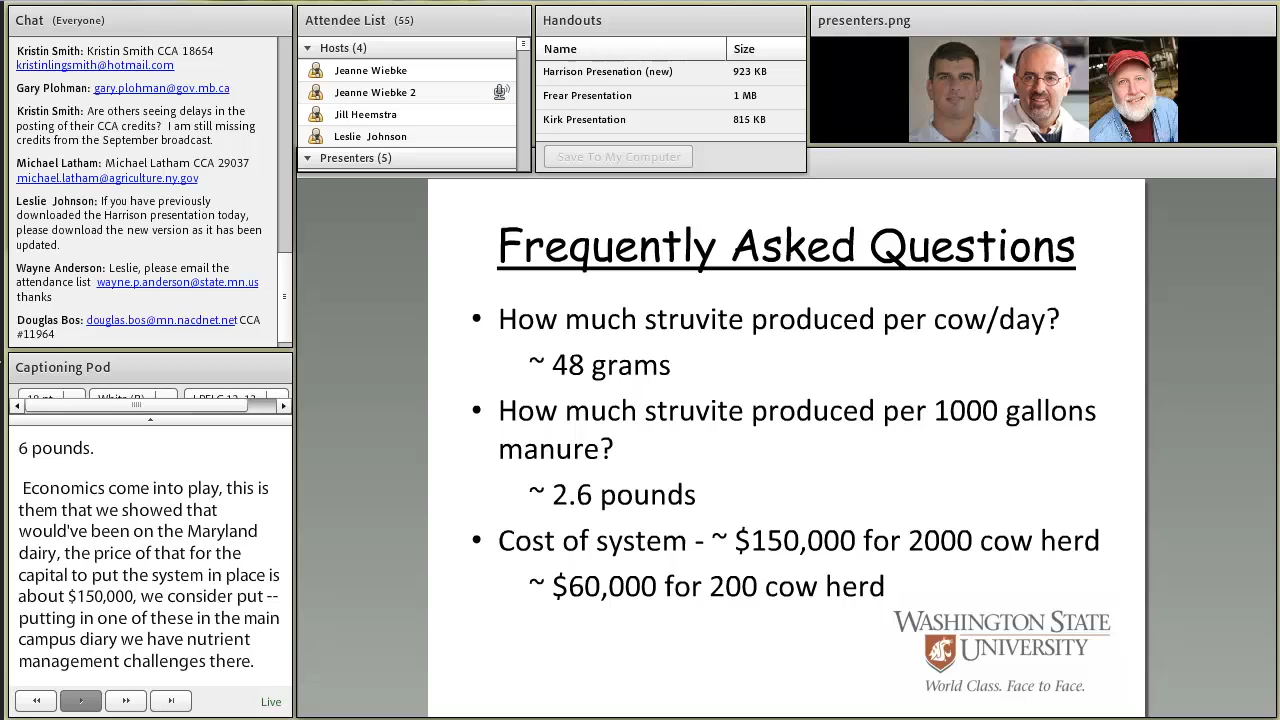 Chat (Everyone)
Kristin Smith: Kristin Smith CCA 18654
kristinlingsmith@hotmail.com
Gary Plohman: gary.plohman@gov.mb.ca
Kristin Smith: Are others seeing delays in the
posting of their CCA credits? I am still missing
credits from the September broadcast.
Michael Latham: Michael Latham CCA 29037
michael.latham@agriculture.ny.gov
Leslie Johnson: If you have previously
downloaded the Harrison presentation today,
please download the new version as it has been
updated.
Wayne Anderson: Leslie, please email the
attendance list wayne.p.anderson@state.mn.us
thanks
Douglas Bos: douglas.bos@mn.nacdnet.net CCA
#11964
Captioning Pod
6 pounds.
Economics come into play, this is
them that we showed that
would've been on the Maryland
dairy, the price of that for the
capital to put the system in place is
about $150,000, we consider put --
putting in one of these in the main
campus diary we have nutrient
management challenges there.
Live
Attendee List (55)
Hosts (4)
Jeanne Wiebke
Jeanne Wiebke 2
Jill Heemstra
Leslie Johnson
Presenters (5)
Handouts
Name Size
Harrison Presenation (new) 923 KB
Frear Presentation 1 MB
Kirk Presentation 815 KB
Save To My Computer
presenters.png
Frequently Asked Questions
• How much struvite produced per cow/day?
~ 48 grams
• How much struvite produced per 1000 gallons
manure?
~ 2.6 pounds
• Cost of system - ~ $150,000 for 2000 cow herd
~ $60,000 for 200 cow herd
WASHINGTON STATE
UNIVERSITY
World Class. Face to Face.